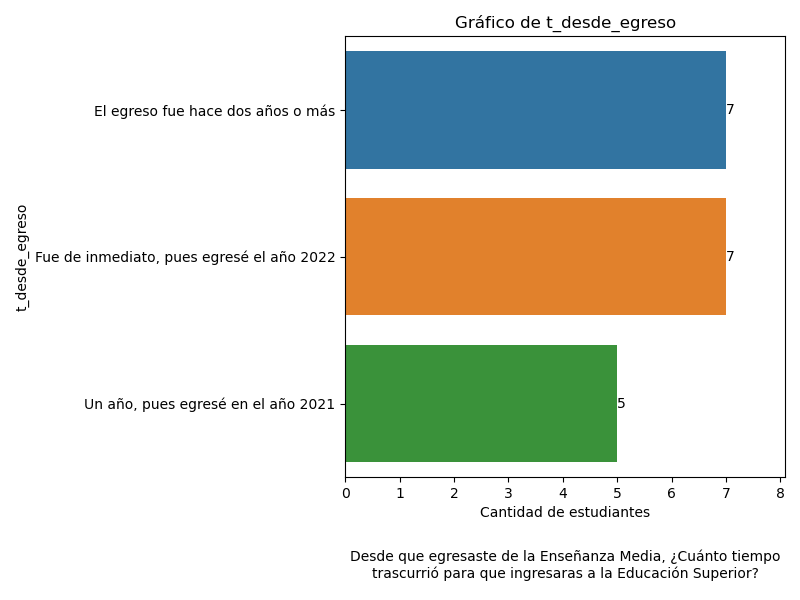 Gráfico de t_desde_egreso
t_desde_egreso
El egreso fue hace dos años o más
7
Fue de inmediato, pues egresé el año 2022
7
Un año, pues egresé en el año 2021
5
0 1 2 3 4 5 6 7 8
Cantidad de estudiantes
Desde que egresaste de la Enseñanza Media, ¿Cuánto tiempo
trascurrió para que ingresaras a la Educación Superior?